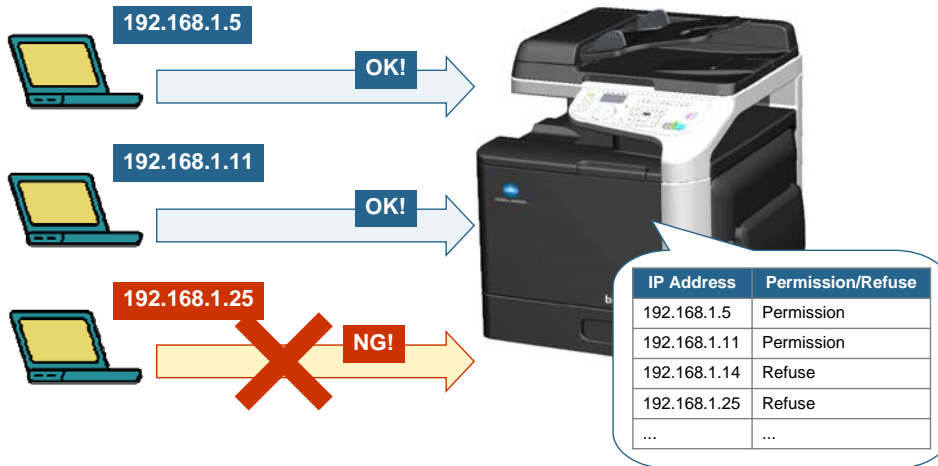 192.168.1.5
OK!
192.168.1.11
OK!
192.168.1.25
NG!
KONICA MINOLTA
b
IP Address Permission/Refuse
192.168.1.5 Permission
192.168.1.11 Permission
192.168.1.14 Refuse
192.168.1.25 Refuse
... ...